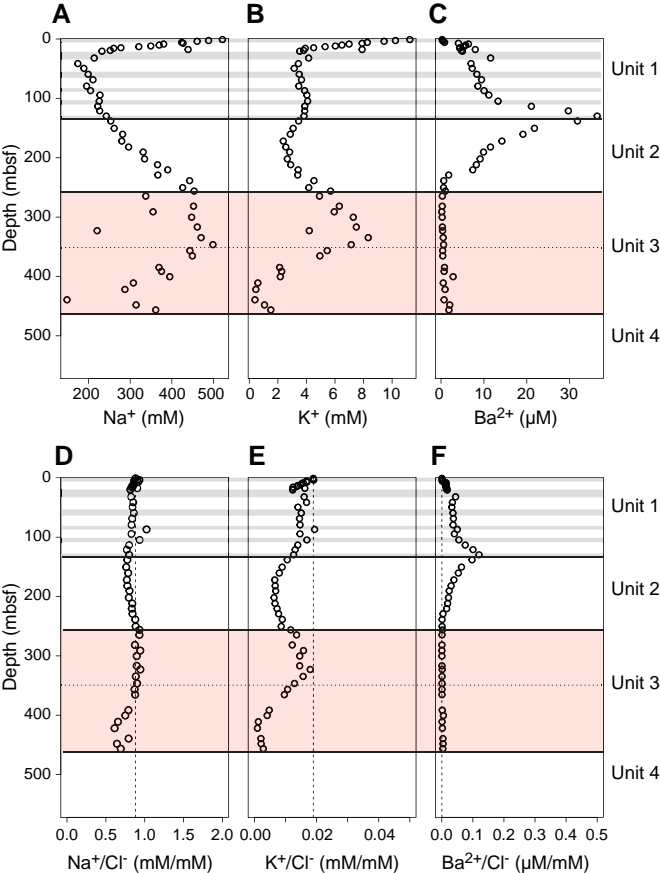 A B C
0
100
200
300
400
500
Depth (mbsf)
Unit 1
Unit 2
Unit 3
Unit 4
200 300 400 500
Na⁺ (mM)
0 2 4 6 8 10
K⁺ (mM)
0 10 20 30
Ba²⁺ (µM)
D E F
0
100
200
300
400
500
Depth (mbsf)
Unit 1
Unit 2
Unit 3
Unit 4
0.0 0.5 1.0 1.5 2.0
Na⁺/Cl⁻ (mM/mM)
0.00 0.02 0.04
K⁺/Cl⁻ (mM/mM)
0.0 0.1 0.2 0.3 0.4 0.5
Ba²⁺/Cl⁻ (µM/mM)